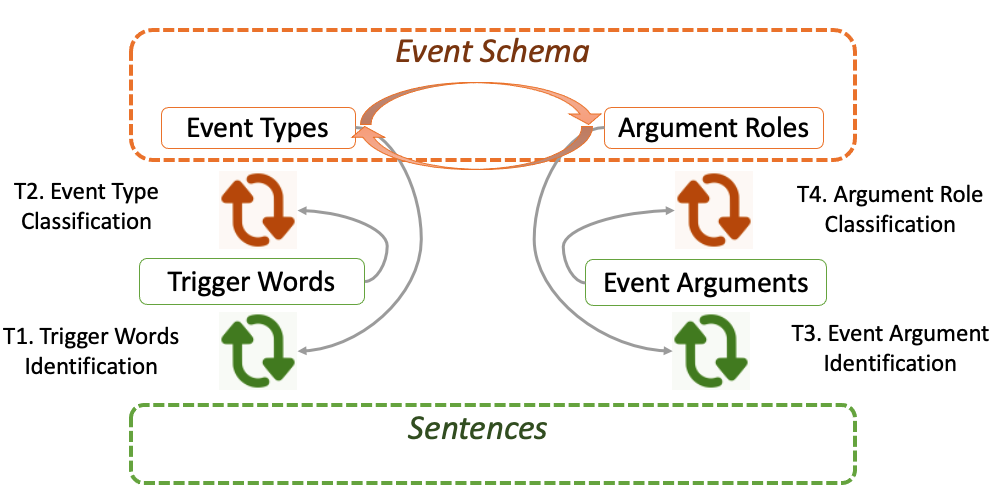 Event Schema
Event Types
Argument Roles
T2. Event Type
Classification
T4. Argument Role
Classification
Trigger Words
Event Arguments
T1. Trigger Words
Identification
T3. Event Argument
Identification
Sentences